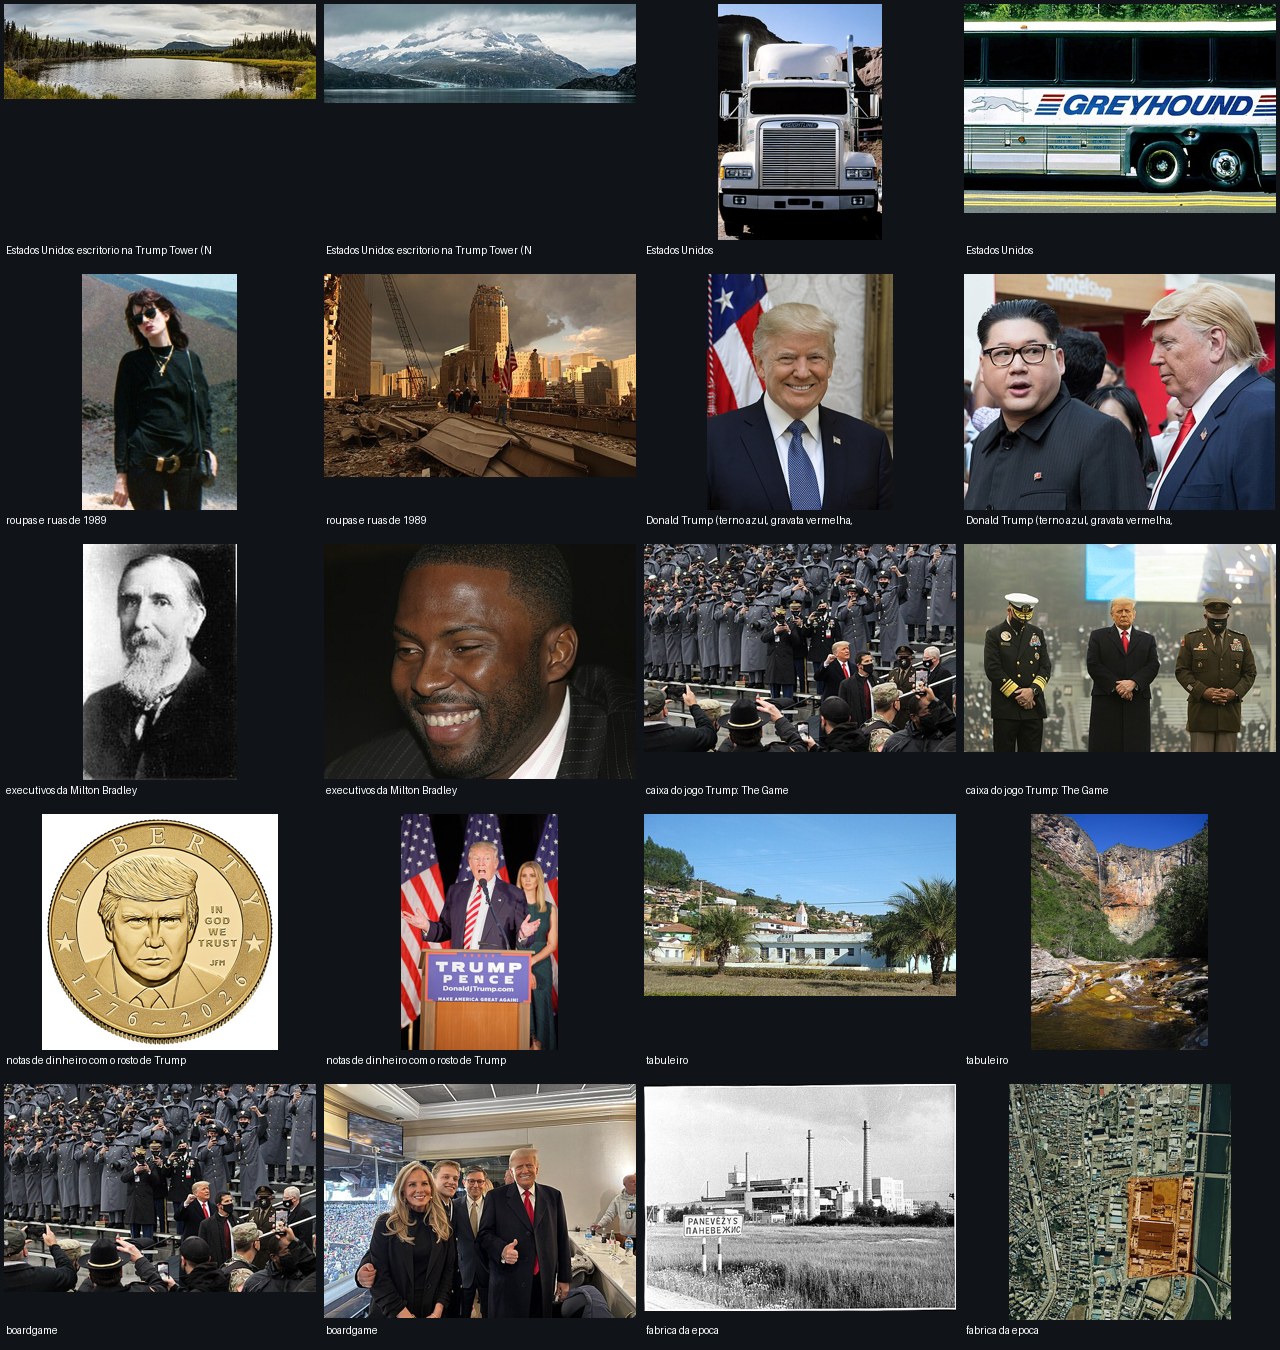 GREYHOUND
Estados Unidos: escritorio na Trump Tower (N
Estados Unidos: escritorio na Trump Tower (N
Estados Unidos
Estados Unidos
Singtel Shop
roupas e ruas de 1989
roupas e ruas de 1989
Donald Trump (terno azul, gravata vermelha,
Donald Trump (terno azul, gravata vermelha,
executivos da Milton Bradley
executivos da Milton Bradley
caixa do jogo Trump: The Game
caixa do jogo Trump: The Game
LIBERTY
IN
GOD
WE
TRUST
JFM
1776 ~ 2026
TRUMP
PENCE
DonaldJTrump.com
MAKE AMERICA GREAT AGAIN!
notas de dinheiro com o rosto de Trump
notas de dinheiro com o rosto de Trump
tabuleiro
tabuleiro
PANEVĖŽYS
ПАНЕВЕЖИС
boardgame
boardgame
fabrica da epoca
fabrica da epoca